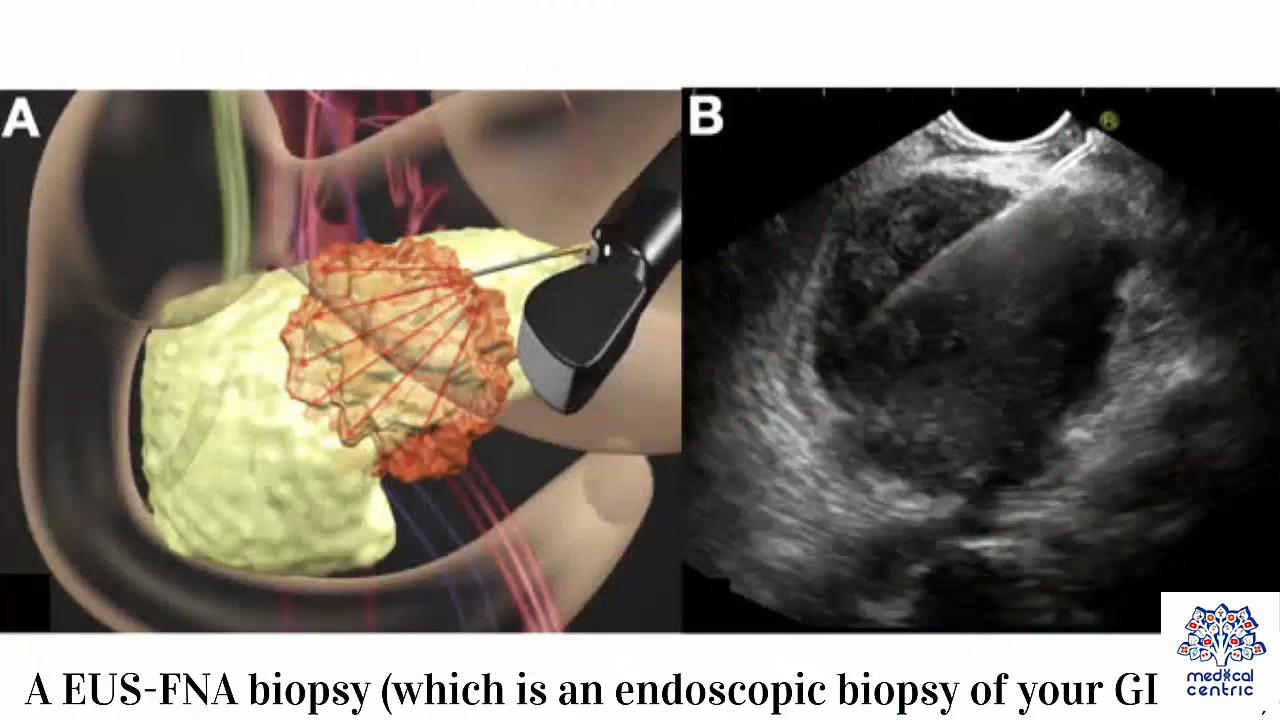 A
B
A EUS-FNA biopsy (which is an endoscopic biopsy of your GI
medical
centric